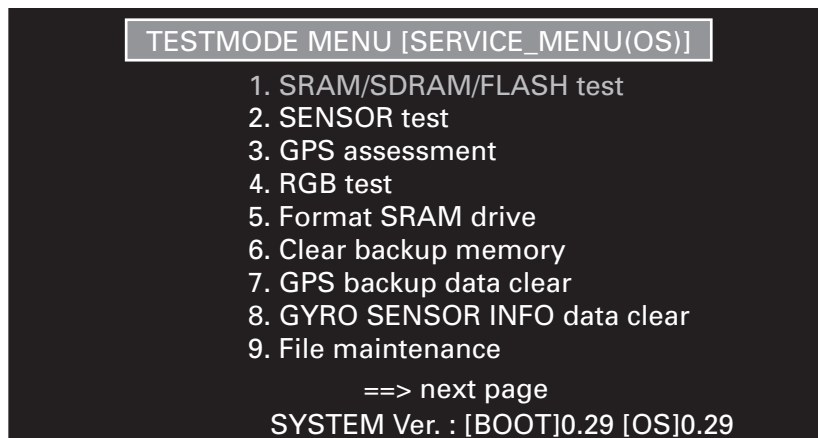 TESTMODE MENU [SERVICE_MENU(OS)]
1. SRAM/SDRAM/FLASH test
2. SENSOR test
3. GPS assessment
4. RGB test
5. Format SRAM drive
6. Clear backup memory
7. GPS backup data clear
8. GYRO SENSOR INFO data clear
9. File maintenance
==> next page
SYSTEM Ver. : [BOOT]0.29 [OS]0.29